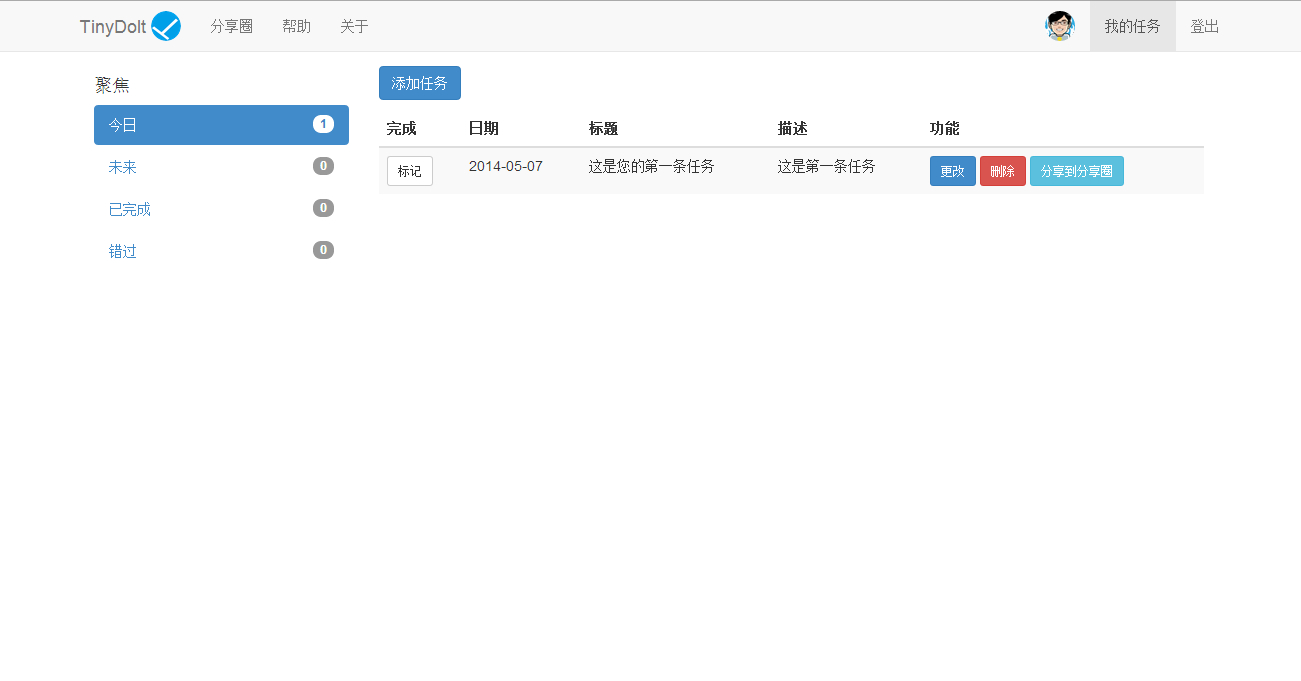 TinyDoIt 分享圈 帮助 关于 我的任务 登出
聚焦
今日 1
未来 0
已完成 0
错过 0
添加任务
完成 日期 标题 描述 功能
标记 2014-05-07 这是您的第一条任务 这是第一条任务 更改 删除 分享到分享圈